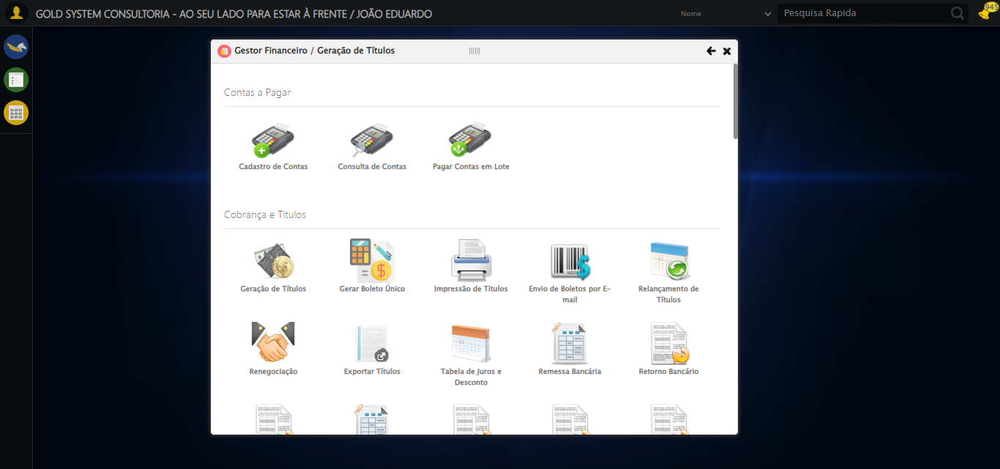 GOLD SYSTEM CONSULTORIA - AO SEU LADO PARA ESTAR À FRENTE / JOÃO EDUARDO
Nome
Pesquisa Rapida
945
Gestor Financeiro / Geração de Títulos
Contas a Pagar
Cadastro de Contas
Consulta de Contas
Pagar Contas em Lote
Cobrança e Titulos
Geração de Títulos
Gerar Boleto Único
Impressão de Títulos
Envio de Boletos por E-
mail
Relançamento de
Títulos
Renegociação
Exportar Títulos
Tabela de Juros e
Desconto
Remessa Bancária
Retorno Bancário